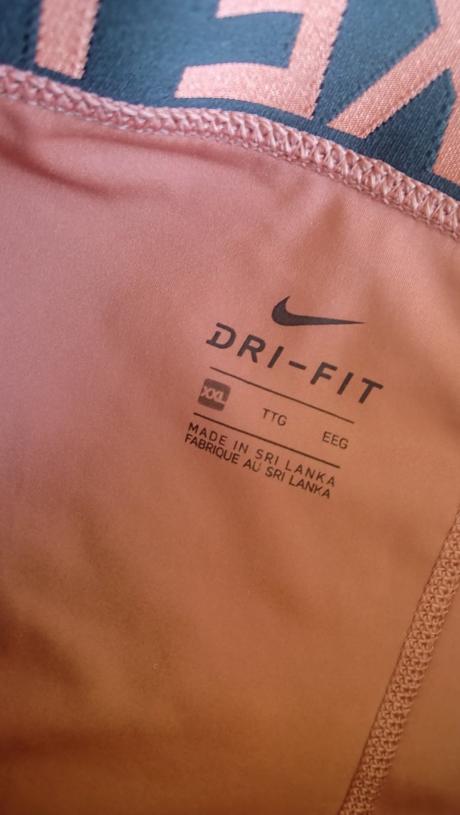 DRI-FIT
XXL TTG EEG
MADE IN SRI LANKA
FABRIQUE AU SRI LANKA